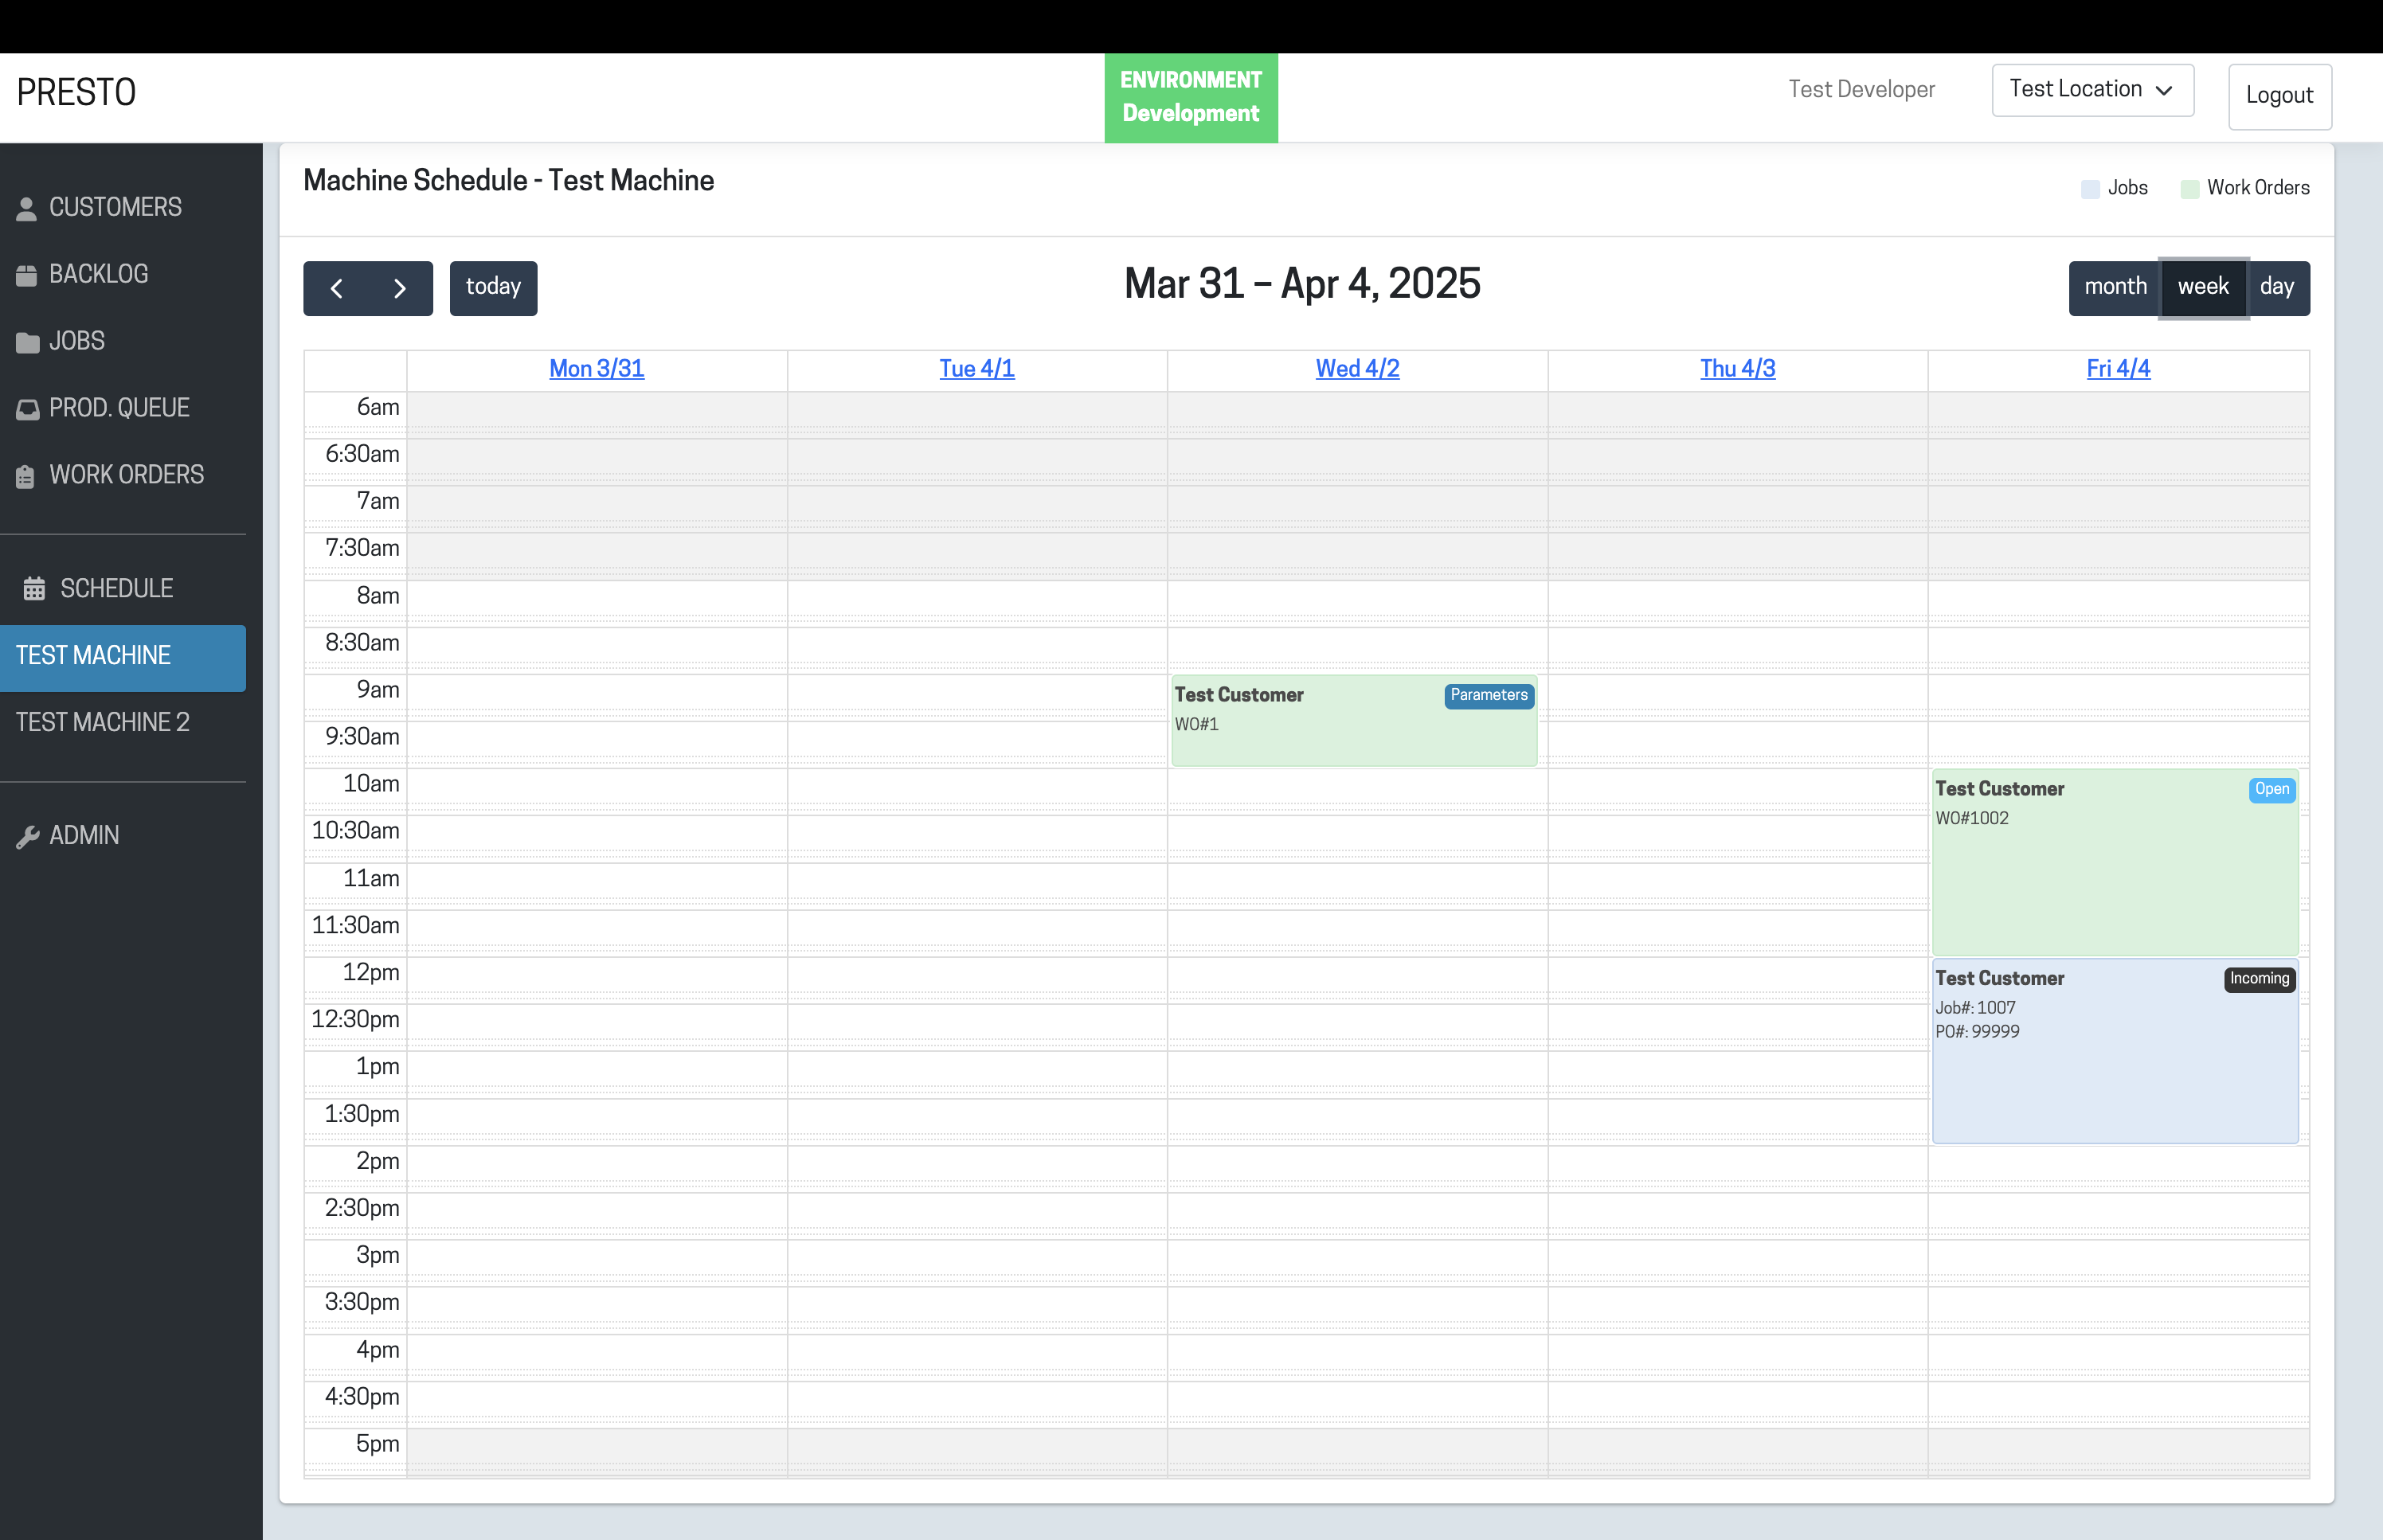 PRESTO
ENVIRONMENT
Development
Test Developer
Test Location
Logout
CUSTOMERS
BACKLOG
JOBS
PROD. QUEUE
WORK ORDERS
SCHEDULE
TEST MACHINE
TEST MACHINE 2
ADMIN
Machine Schedule - Test Machine
Jobs
Work Orders
today
Mar 31 – Apr 4, 2025
month
week
day
Mon 3/31
Tue 4/1
Wed 4/2
Thu 4/3
Fri 4/4
6am
6:30am
7am
7:30am
8am
8:30am
9am
9:30am
10am
10:30am
11am
11:30am
12pm
12:30pm
1pm
1:30pm
2pm
2:30pm
3pm
3:30pm
4pm
4:30pm
5pm
Test Customer
Parameters
WO#1
Test Customer
Open
WO#1002
Test Customer
Incoming
Job#: 1007
PO#: 99999